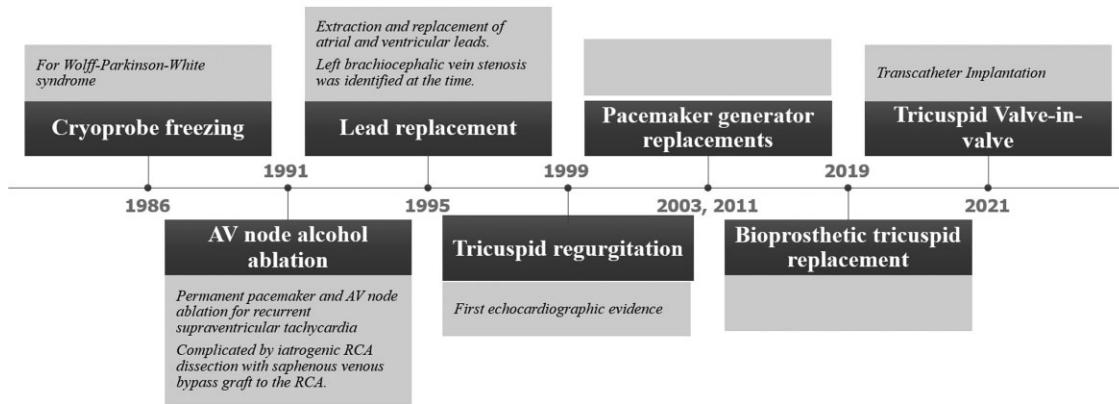 For Wolff-Parkinson-White
syndrome
Cryoprobe freezing
1986
1991
AV node alcohol
ablation
Permanent pacemaker and AV node
ablation for recurrent
supraventricular tachycardia
Complicated by iatrogenic RCA
dissection with saphenous venous
bypass graft to the RCA.
Extraction and replacement of
atrial and ventricular leads.
Left brachiocephalic vein stenosis
was identified at the time.
Lead replacement
1995
1999
Tricuspid regurgitation
First echocardiographic evidence
Pacemaker generator
replacements
2003, 2011
2019
Bioprosthetic tricuspid
replacement
Transcatheter Implantation
Tricuspid Valve-in-
valve
2021